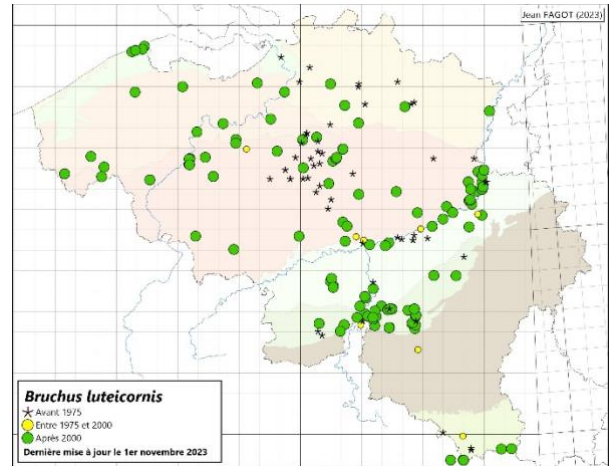 Jean FAGOT (2023)
Bruchus luteicornis
Avant 1975
Entre 1975 et 2000
Après 2000
Dernière mise à jour le 1er novembre 2023